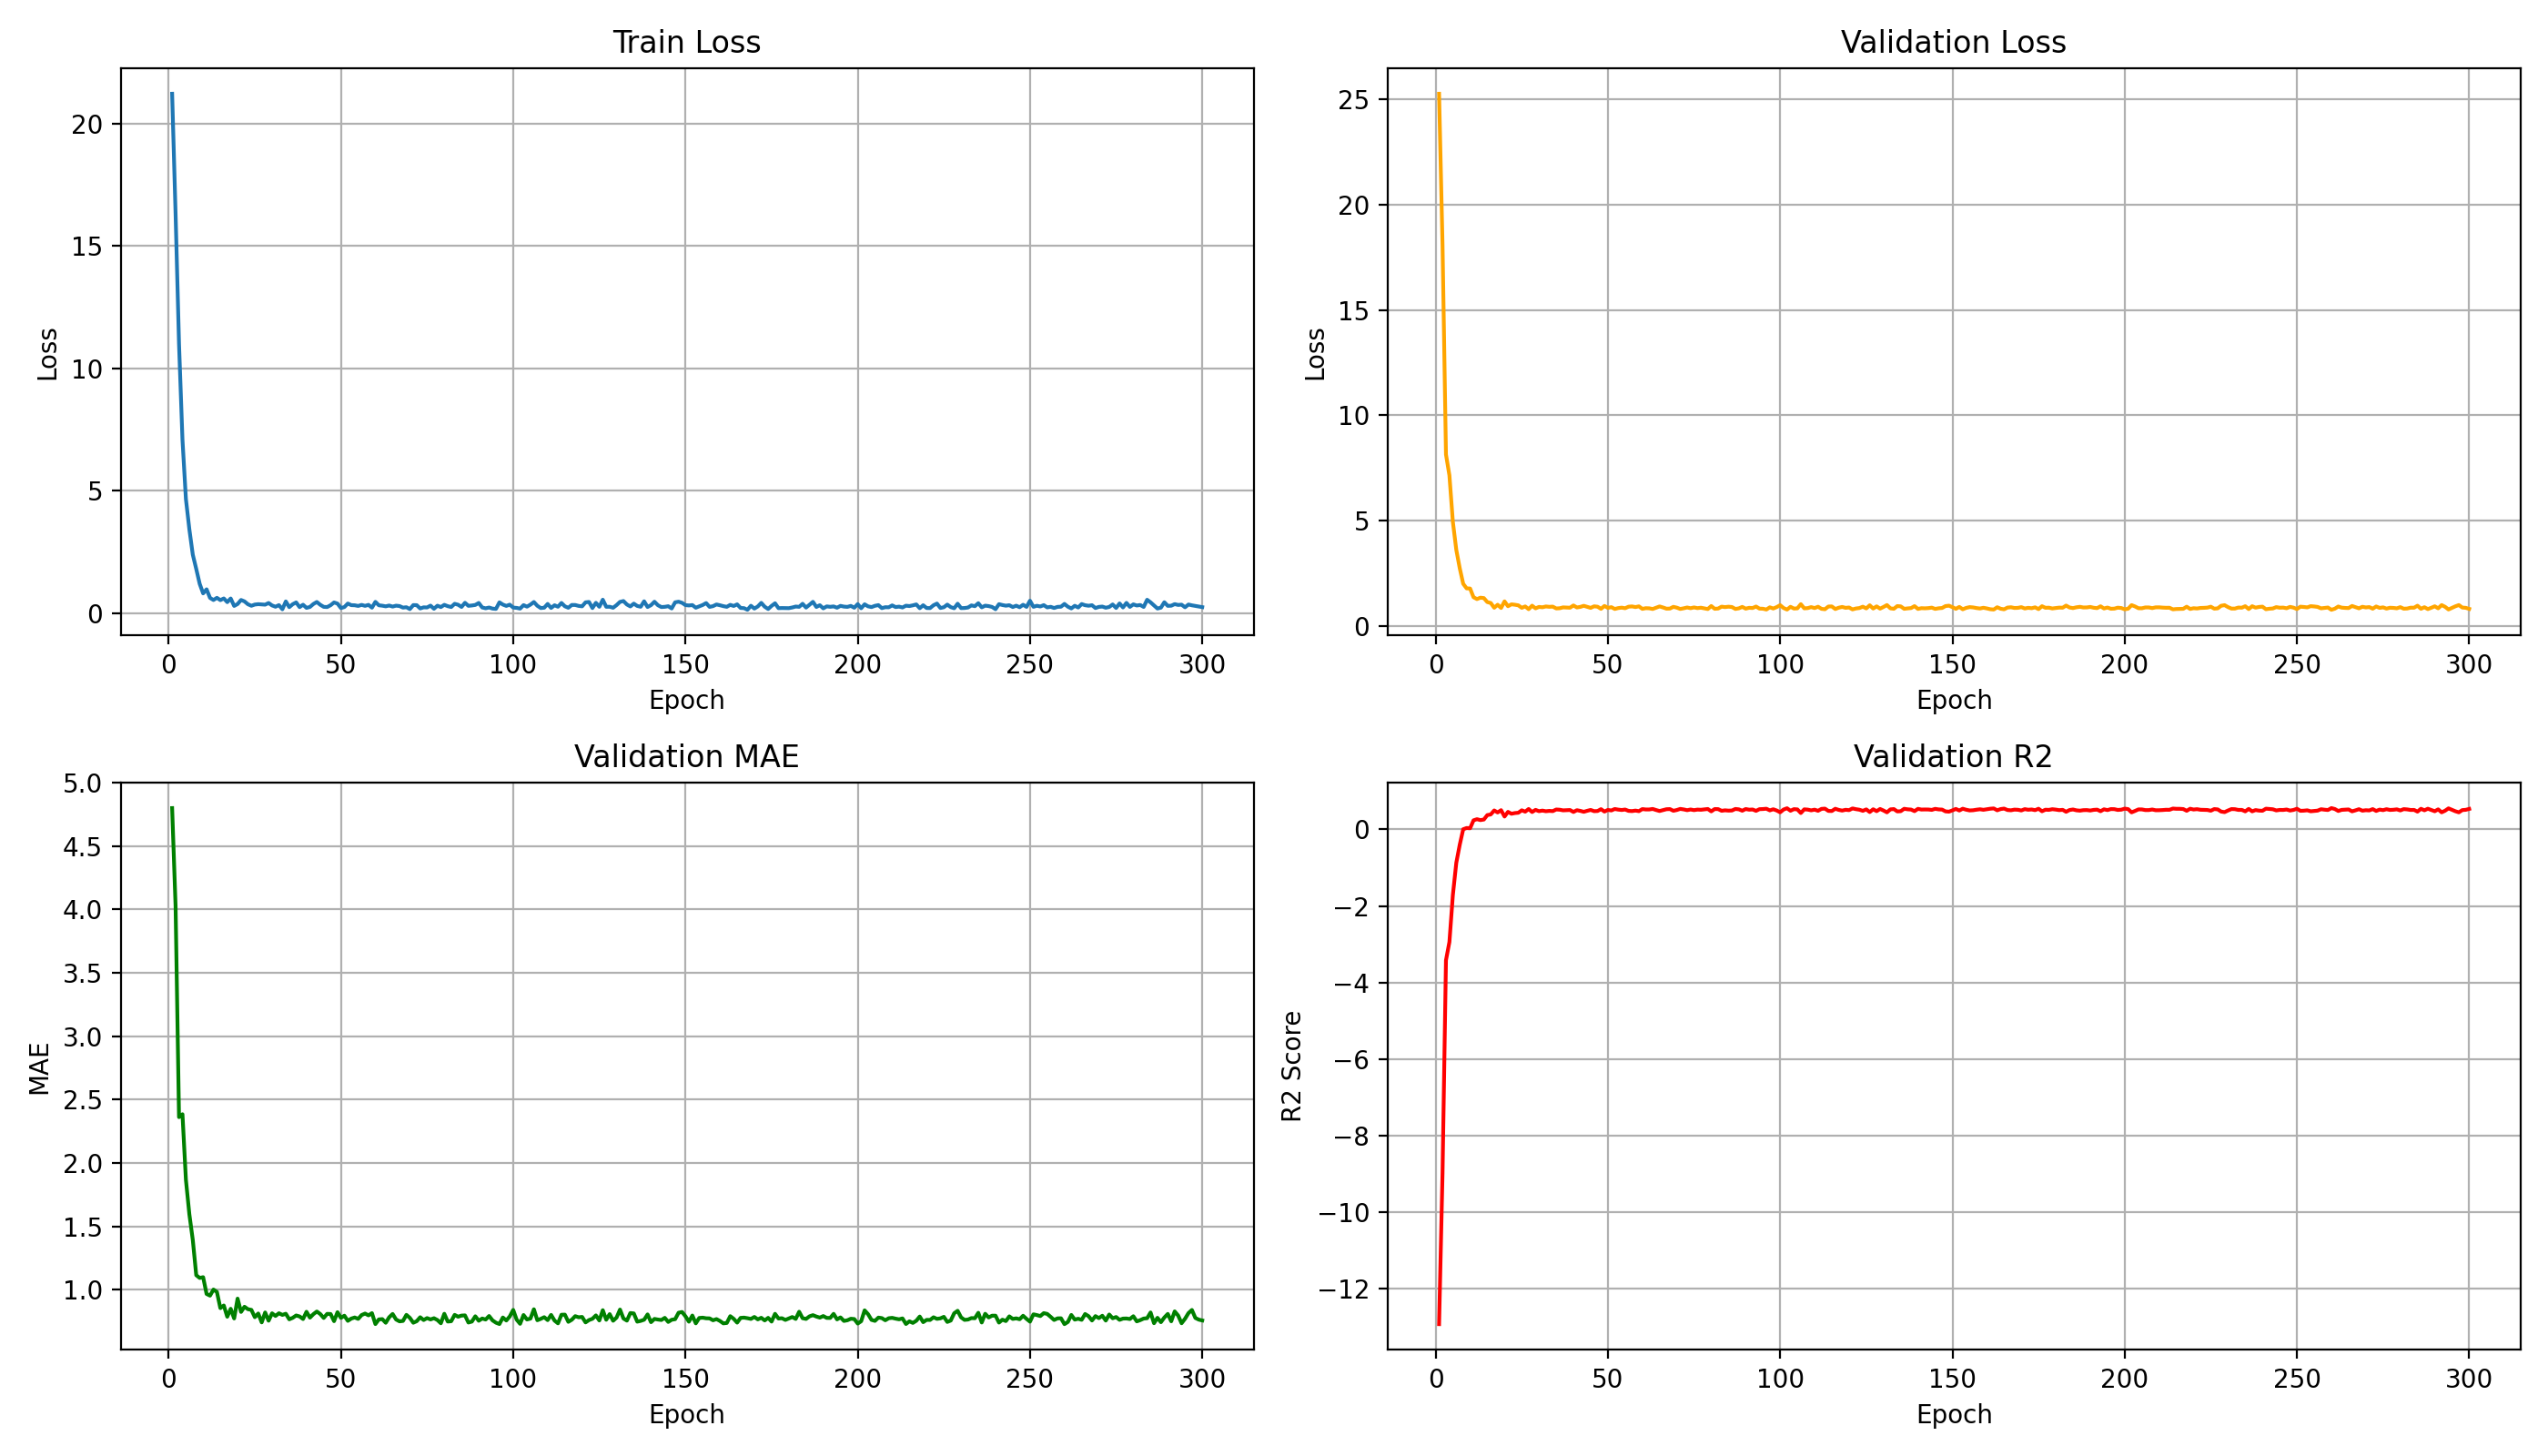 Train Loss
Loss
20
15
10
5
0
0 50 100 150 200 250 300
Epoch
Validation Loss
Loss
25
20
15
10
5
0
0 50 100 150 200 250 300
Epoch
Validation MAE
MAE
5.0
4.5
4.0
3.5
3.0
2.5
2.0
1.5
1.0
0 50 100 150 200 250 300
Epoch
Validation R2
R2 Score
0
−2
−4
−6
−8
−10
−12
0 50 100 150 200 250 300
Epoch